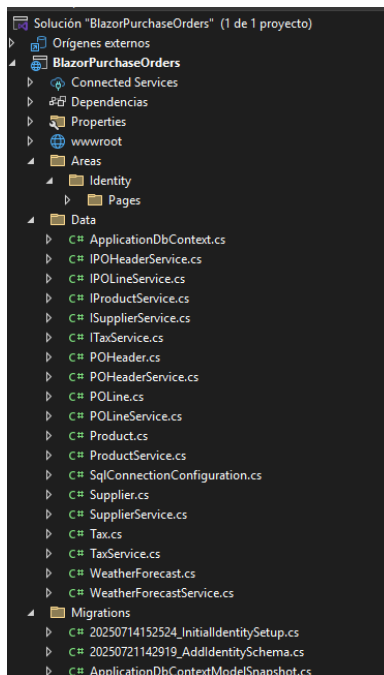 Solución "BlazorPurchaseOrders" (1 de 1 proyecto)
Orígenes externos
BlazorPurchaseOrders
Connected Services
Dependencias
Properties
wwwroot
Areas
Identity
Pages
Data
C# ApplicationDbContext.cs
C# IPOHeaderService.cs
C# IPOLineService.cs
C# IProductService.cs
C# ISupplierService.cs
C# ITaxService.cs
C# POHeader.cs
C# POHeaderService.cs
C# POLine.cs
C# POLineService.cs
C# Product.cs
C# ProductService.cs
C# SqlConnectionConfiguration.cs
C# Supplier.cs
C# SupplierService.cs
C# Tax.cs
C# TaxService.cs
C# WeatherForecast.cs
C# WeatherForecastService.cs
Migrations
C# 20250714152524_InitialIdentitySetup.cs
C# 20250721142919_AddIdentitySchema.cs
C# ApplicationDbContextModelSnapshot.cs